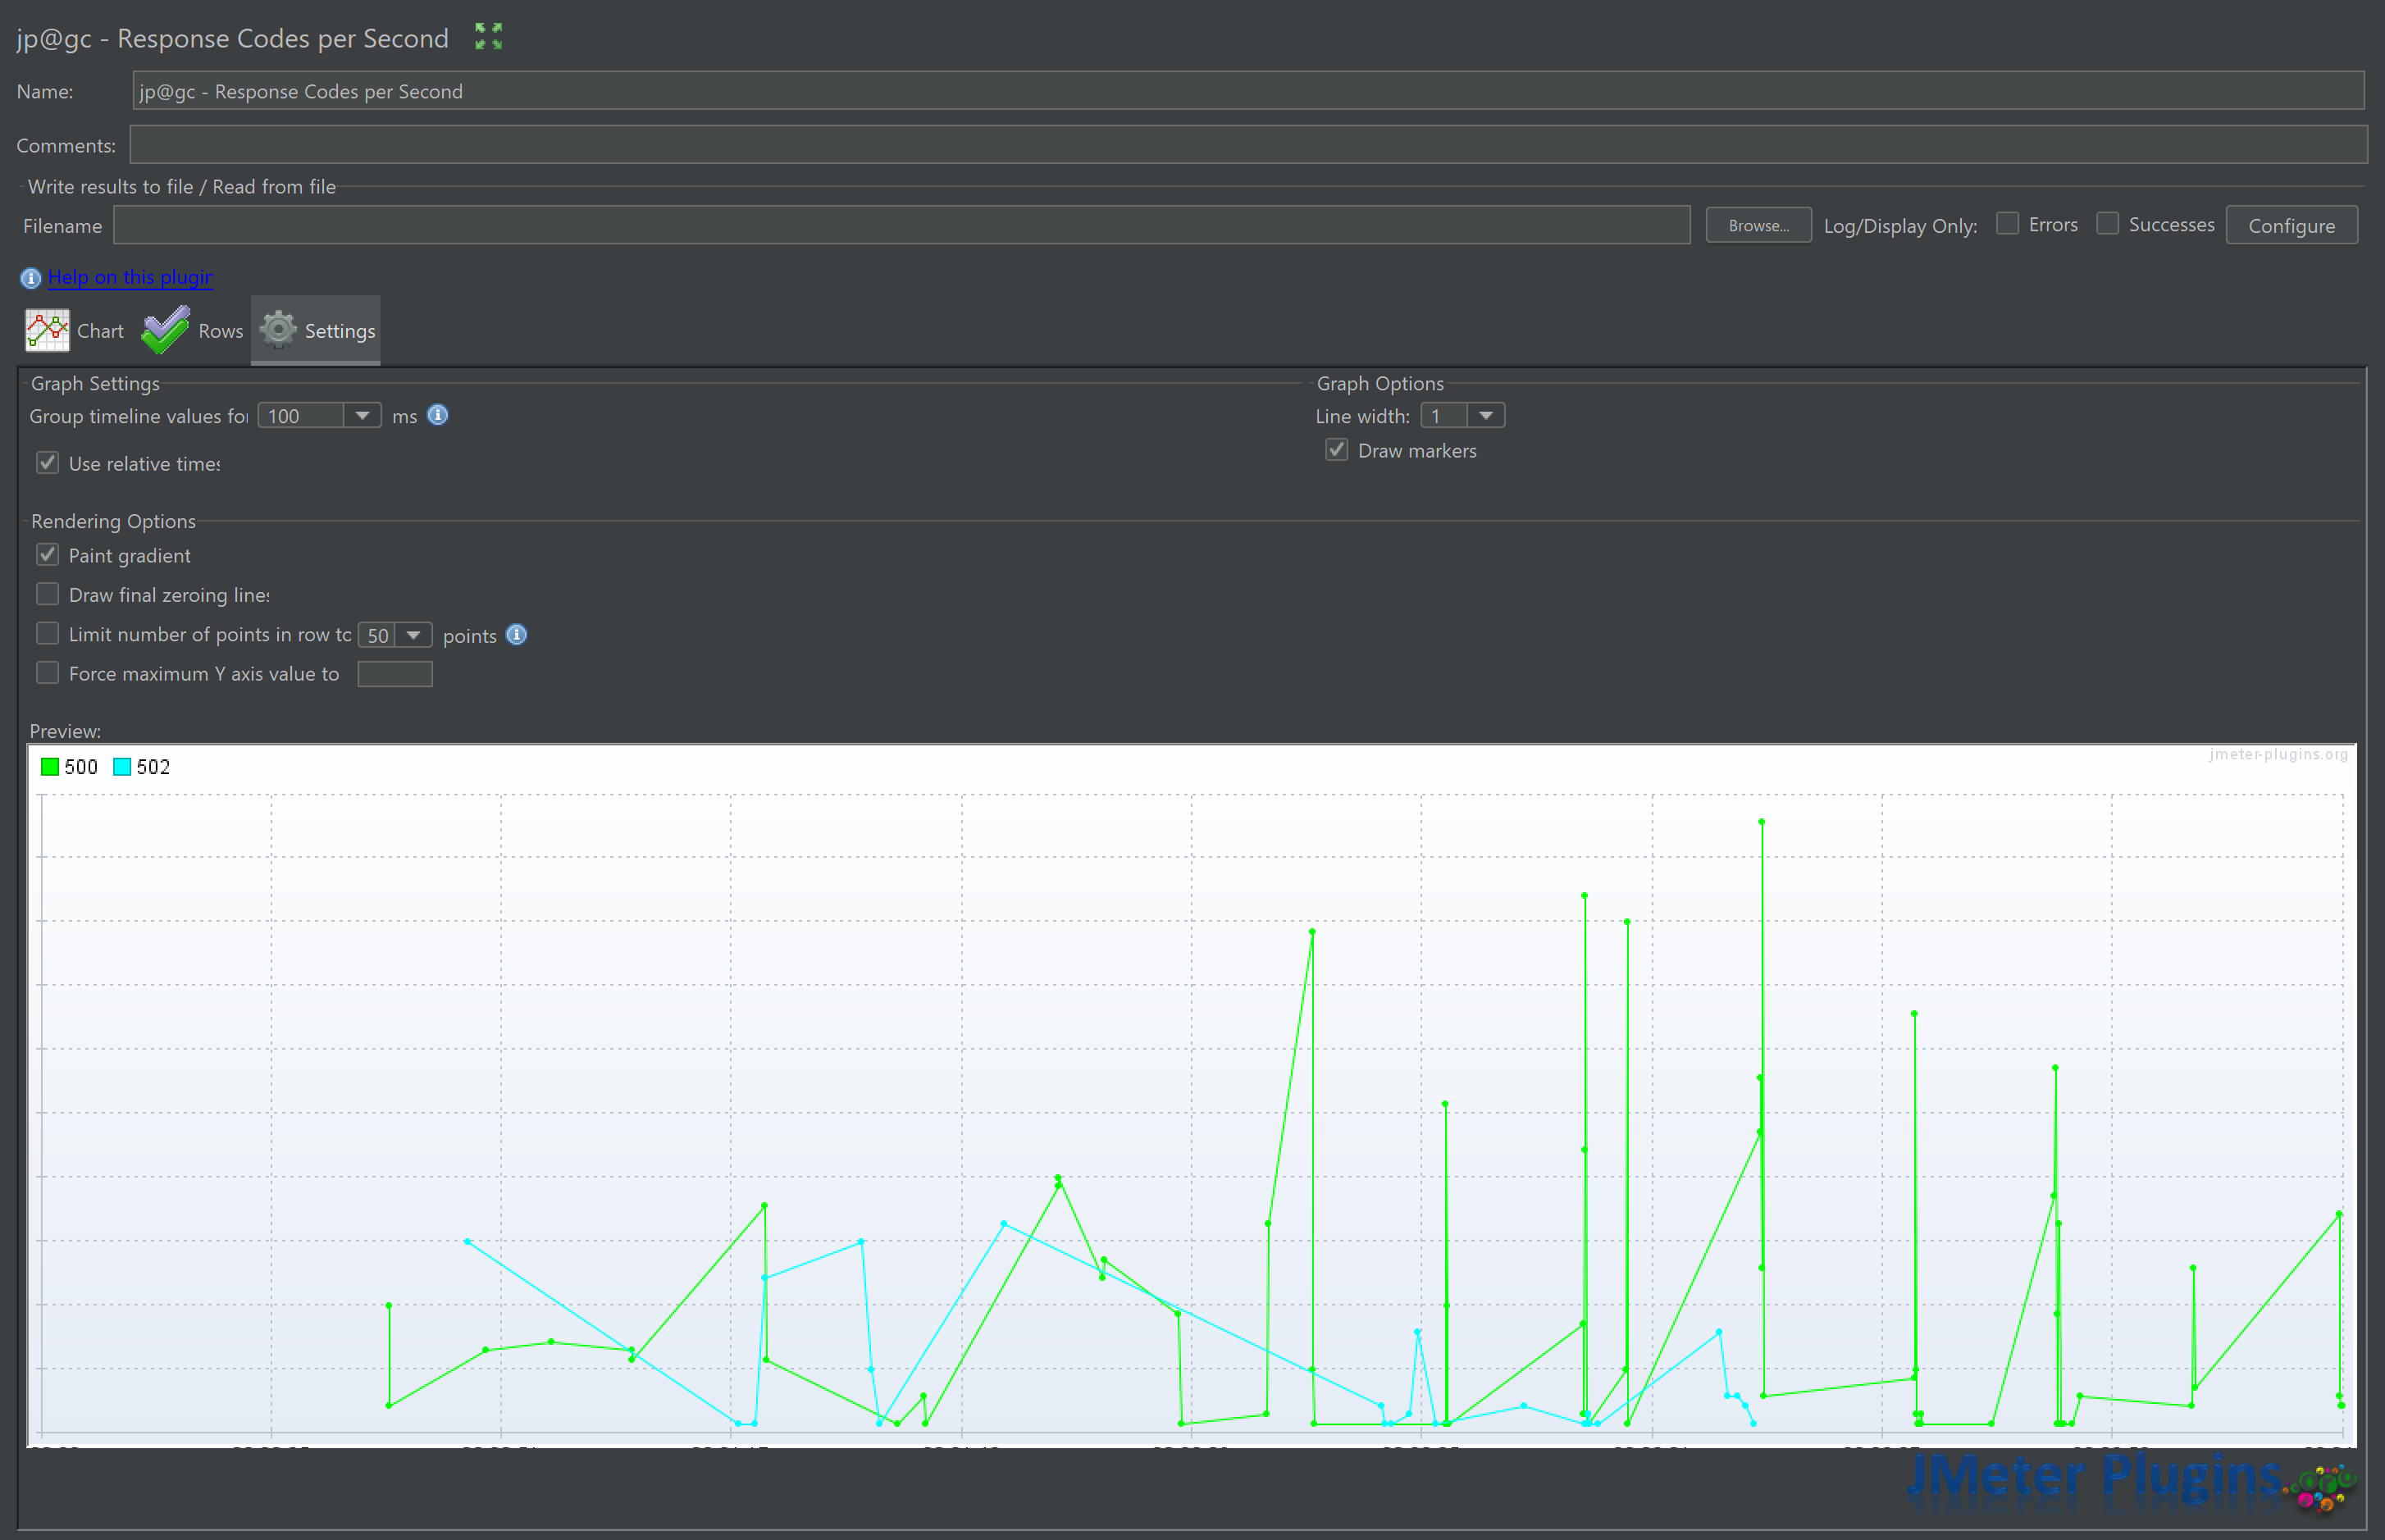 jp@gc - Response Codes per Second
Name: jp@gc - Response Codes per Second
Comments:
Write results to file / Read from file
Filename Browse... Log/Display Only: Errors Successes Configure
Help on this plugin
Chart Rows Settings
Graph Settings Graph Options
Group timeline values for 100 ms Line width: 1
Use relative times Draw markers
Rendering Options
Paint gradient
Draw final zeroing lines
Limit number of points in row to 50 points
Force maximum Y axis value to
Preview:
500 502 jmeter-plugins.org
JMeter Plugins.org